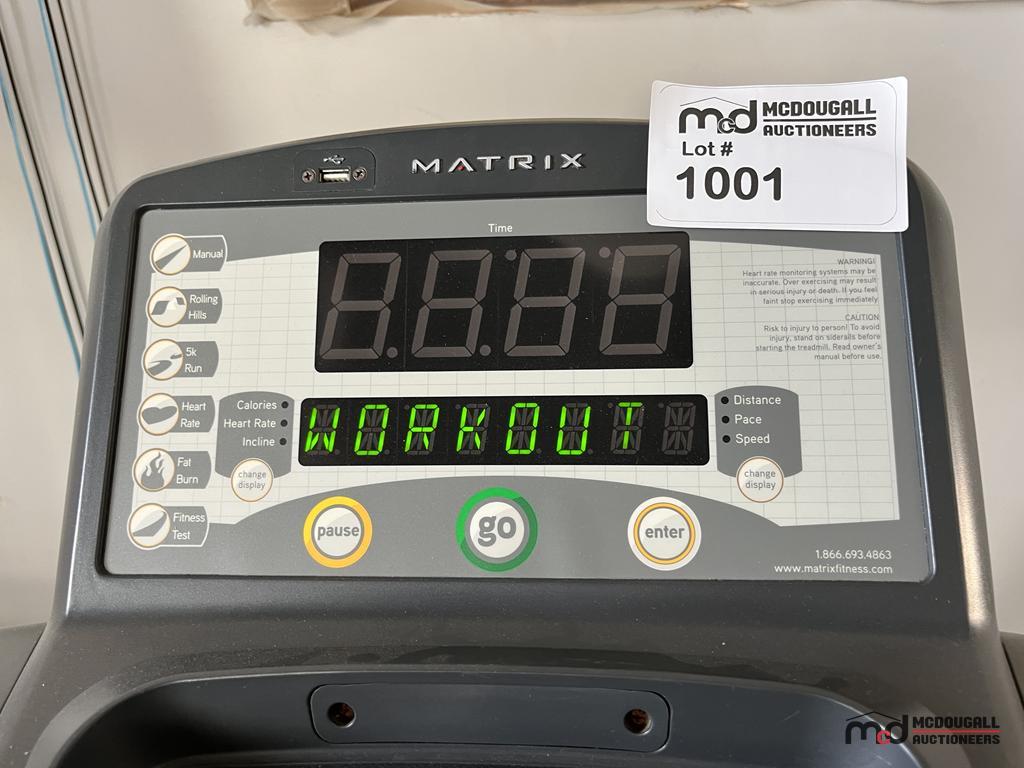 MCDOUGALL
AUCTIONEERS
Lot #
1001
MATRIX
Time
Manual
Rolling
Hills
5k
Run
Heart
Rate
Fat
Burn
Fitness
Test
WARNING!
Heart rate monitoring systems may be
inaccurate. Over exercising may result
in serious injury or death. If you feel
faint stop exercising immediately
CAUTION
Risk to injury to person! To avoid
injury, stand on siderails before
starting the treadmill. Read owner's
manual before use.
Calories
Heart Rate
Incline
change
display
WORKOUT
Distance
Pace
Speed
change
display
pause
go
enter
1.866.693.4863
www.matrixfitness.com
mcd MCDOUGALL
AUCTIONEERS